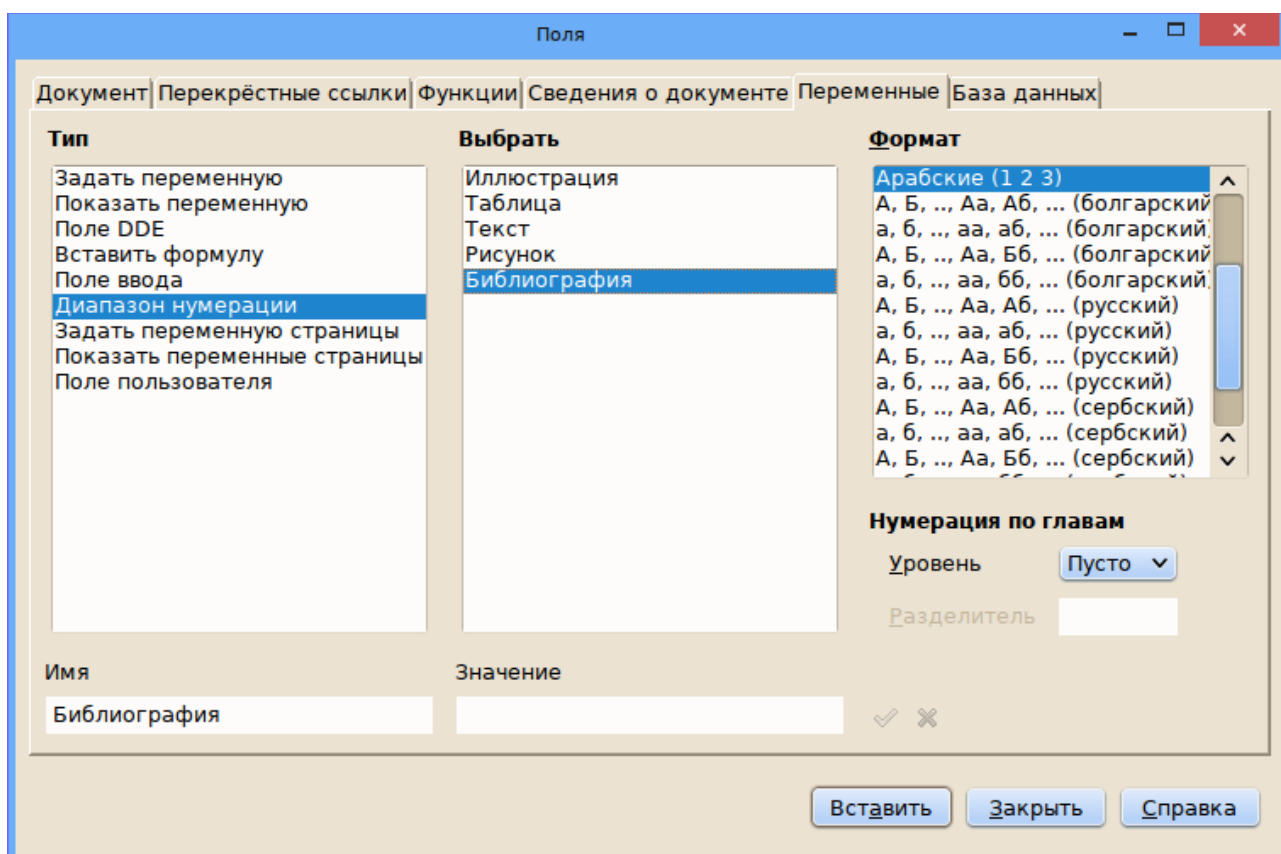 Поля
Документ Перекрёстные ссылки Функции Сведения о документе Переменные База данных
Тип
Задать переменную
Показать переменную
Поле DDE
Вставить формулу
Поле ввода
Диапазон нумерации
Задать переменную страницы
Показать переменные страницы
Поле пользователя
Выбрать
Иллюстрация
Таблица
Текст
Рисунок
Библиография
Формат
Арабские (1 2 3)
А, Б, .., Аа, Аб, ... (болгарский
а, б, .., аа, аб, ... (болгарский)
А, Б, .., Аа, Бб, ... (болгарский
а, б, .., аа, бб, ... (болгарский)
А, Б, .., Аа, Аб, ... (русский)
а, б, .., аа, аб, ... (русский)
А, Б, .., Аа, Бб, ... (русский)
а, б, .., аа, бб, ... (русский)
А, Б, .., Аа, Аб, ... (сербский)
а, б, .., аа, аб, ... (сербский)
А, Б, .., Аа, Бб, ... (сербский)
Нумерация по главам
Уровень Пусто
Разделитель
Имя
Библиография
Значение
Вставить Закрыть Справка